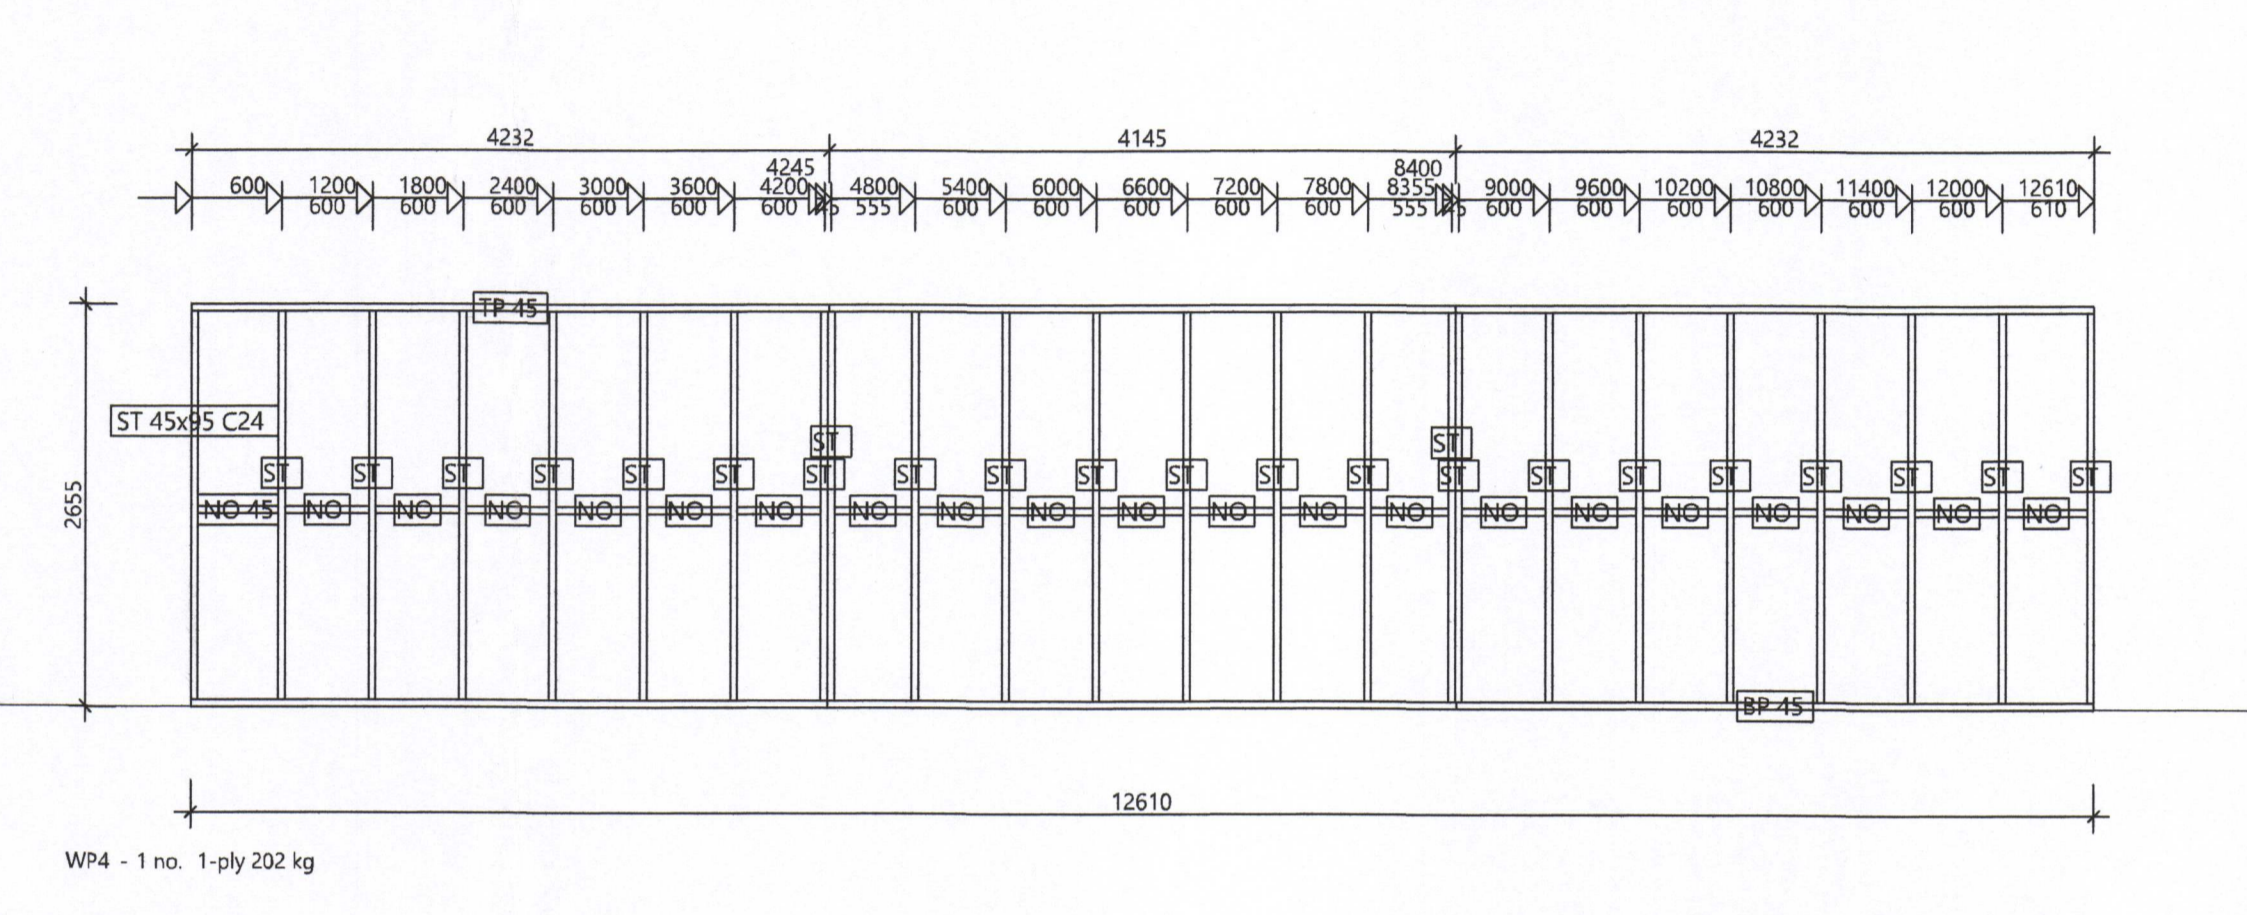 4232 4145 4232
4245 8400
600 1200 1800 2400 3000 3600 4200 4800 5400 6000 6600 7200 7800 8355 9000 9600 10200 10800 11400 12000 12610
600 600 600 600 600 600 45 555 600 600 600 600 600 555 45 600 600 600 600 600 600 610
TP 45
ST 45x95 C24
ST ST
ST ST ST ST ST ST ST ST ST ST ST ST ST ST ST ST ST ST ST ST ST
NO 45 NO NO NO NO NO NO NO NO NO NO NO NO NO NO NO NO NO NO NO NO
2655
BP 45
12610
WP4 - 1 no. 1-ply 202 kg